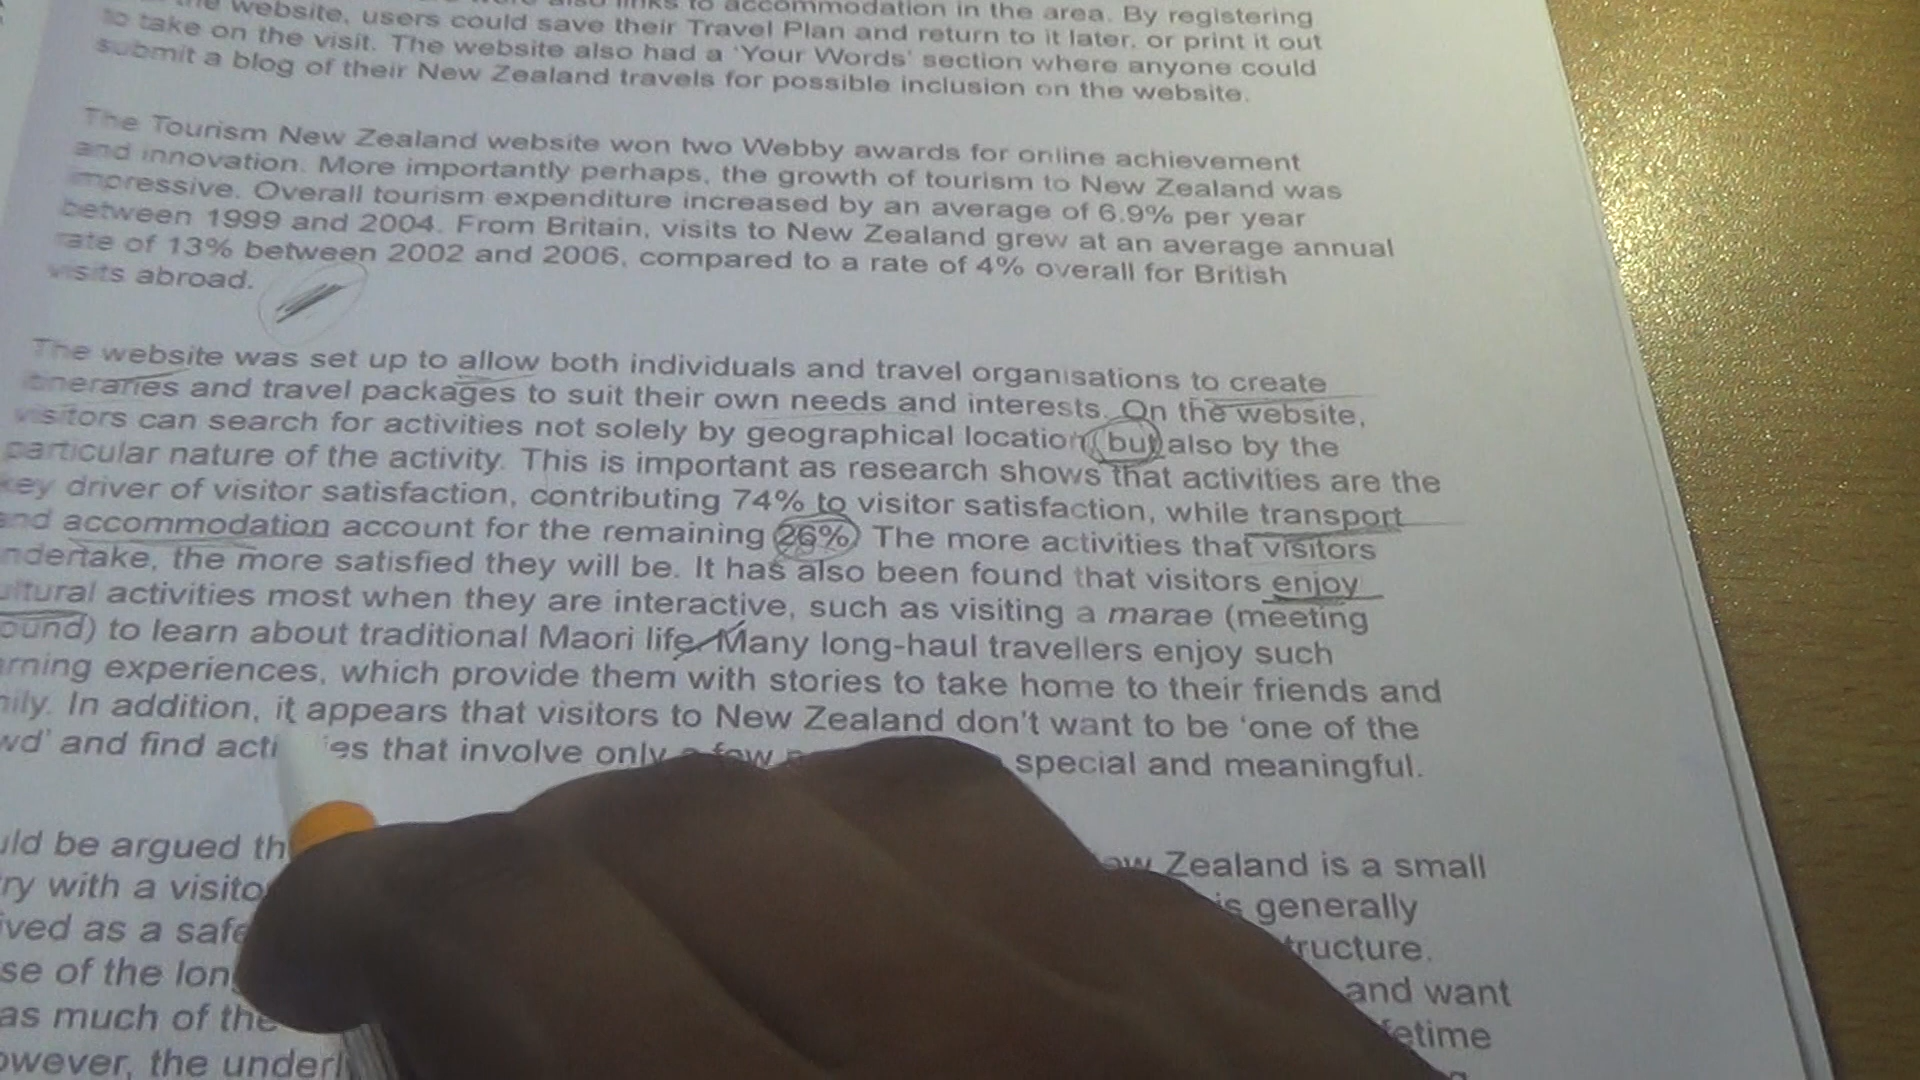 links to accommodation in the area. By registering
website, users could save their Travel Plan and return to it later, or print it out
to take on the visit. The website also had a 'Your Words' section where anyone could
submit a blog of their New Zealand travels for possible inclusion on the website.
The Tourism New Zealand website won two Webby awards for online achievement
and innovation. More importantly perhaps, the growth of tourism to New Zealand was
impressive. Overall tourism expenditure increased by an average of 6.9% per year
between 1999 and 2004. From Britain, visits to New Zealand grew at an average annual
rate of 13% between 2002 and 2006, compared to a rate of 4% overall for British
visits abroad.
The website was set up to allow both individuals and travel organisations to create
itineraries and travel packages to suit their own needs and interests. On the website,
visitors can search for activities not solely by geographical location, but also by the
particular nature of the activity. This is important as research shows that activities are the
key driver of visitor satisfaction, contributing 74% to visitor satisfaction, while transport
and accommodation account for the remaining 26%. The more activities that visitors
undertake, the more satisfied they will be. It has also been found that visitors enjoy
cultural activities most when they are interactive, such as visiting a marae (meeting
ound) to learn about traditional Maori life. Many long-haul travellers enjoy such
rning experiences, which provide them with stories to take home to their friends and
ily. In addition, it appears that visitors to New Zealand don't want to be 'one of the
wd' and find acti ies that involve only a few special and meaningful.
uld be argued th Zealand is a small
ry with a visito is generally
ived as a safe tructure.
se of the lon and want
as much of the fetime
owever, the underl